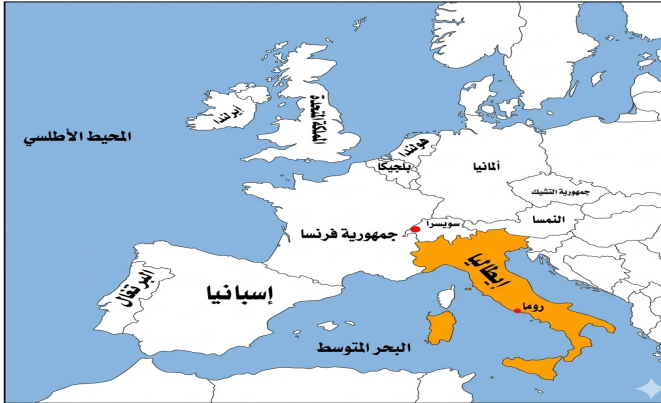 إيرلندا
المملكة المتحدة
المحيط الأطلسي
هولندا
بلجيكا
ألمانيا
جمهورية التشيك
النمسا
سويسرا
جمهورية فرنسا
إيطاليا
البرتغال
إسبانيا
روما
البحر المتوسط